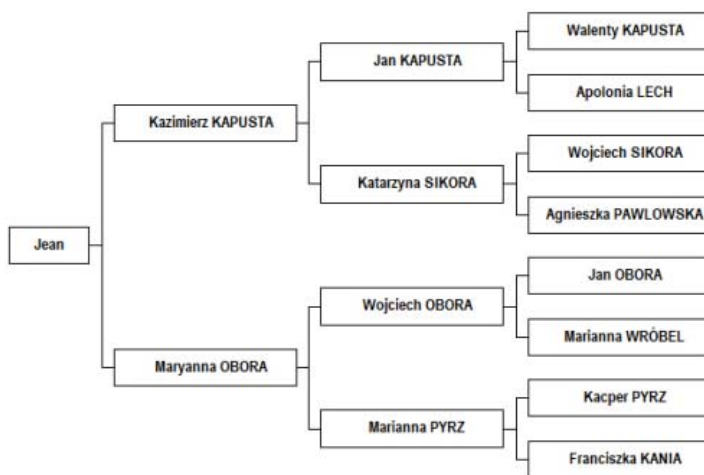 Walenty KAPUSTA
Jan KAPUSTA
Apolonia LECH
Kazimierz KAPUSTA
Wojciech SIKORA
Katarzyna SIKORA
Agnieszka PAWLOWSKA
Jean
Jan OBORA
Wojciech OBORA
Marianna WRÓBEL
Maryanna OBORA
Kacper PYRZ
Marianna PYRZ
Franciszka KANIA